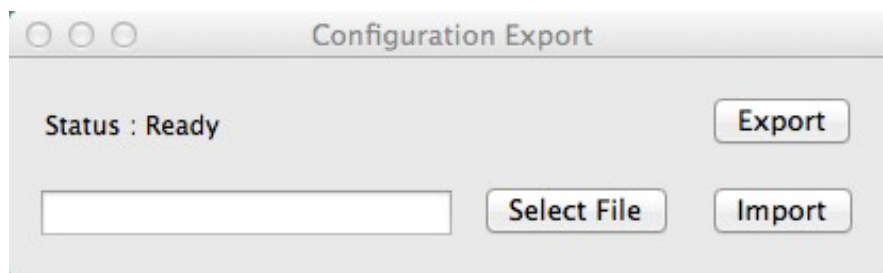 Configuration Export
Status : Ready
Export
Select File
Import